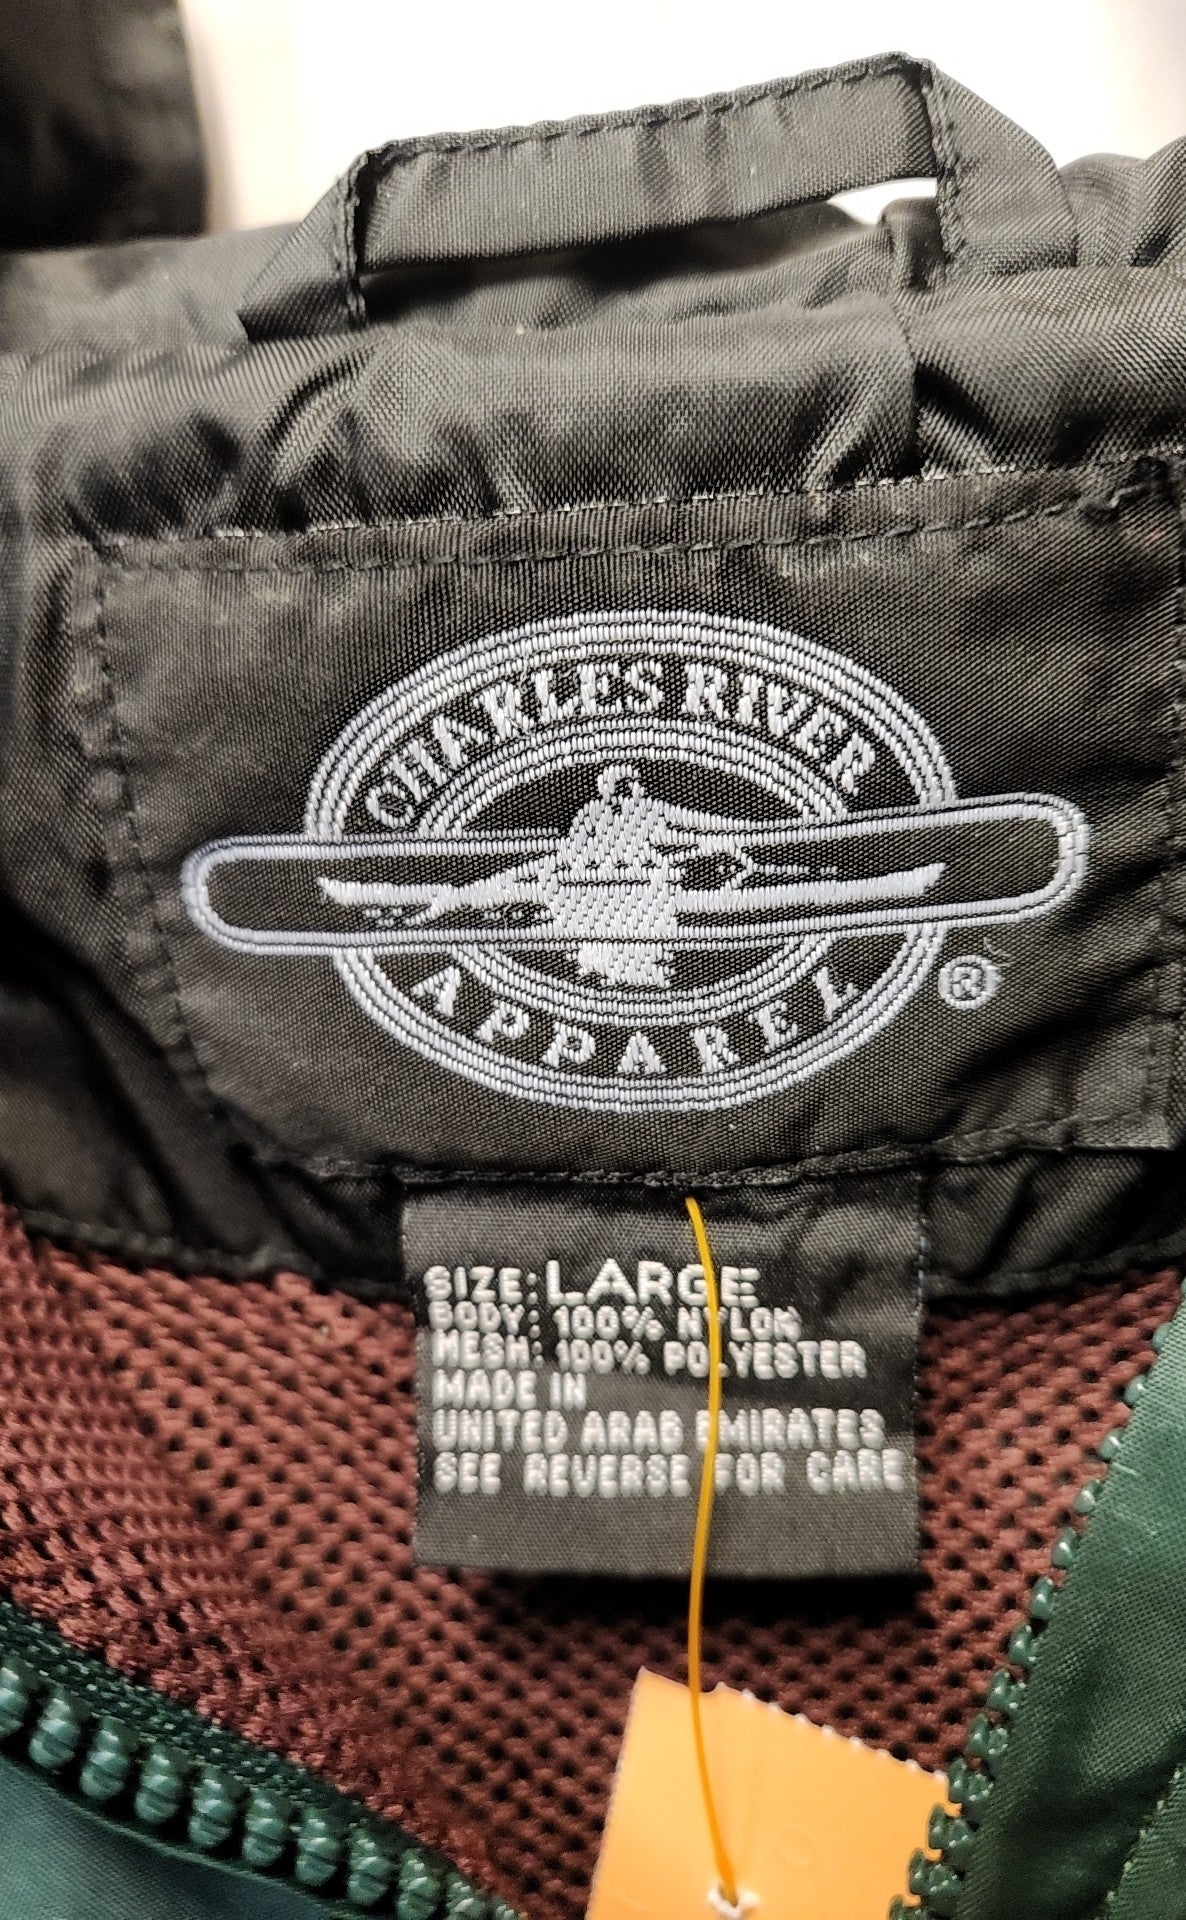 CHARLES RIVER
APPAREL ®
SIZE: LARGE
BODY: 100% NYLON
MESH: 100% POLYESTER
MADE IN
UNITED ARAB EMIRATES
SEE REVERSE FOR CARE